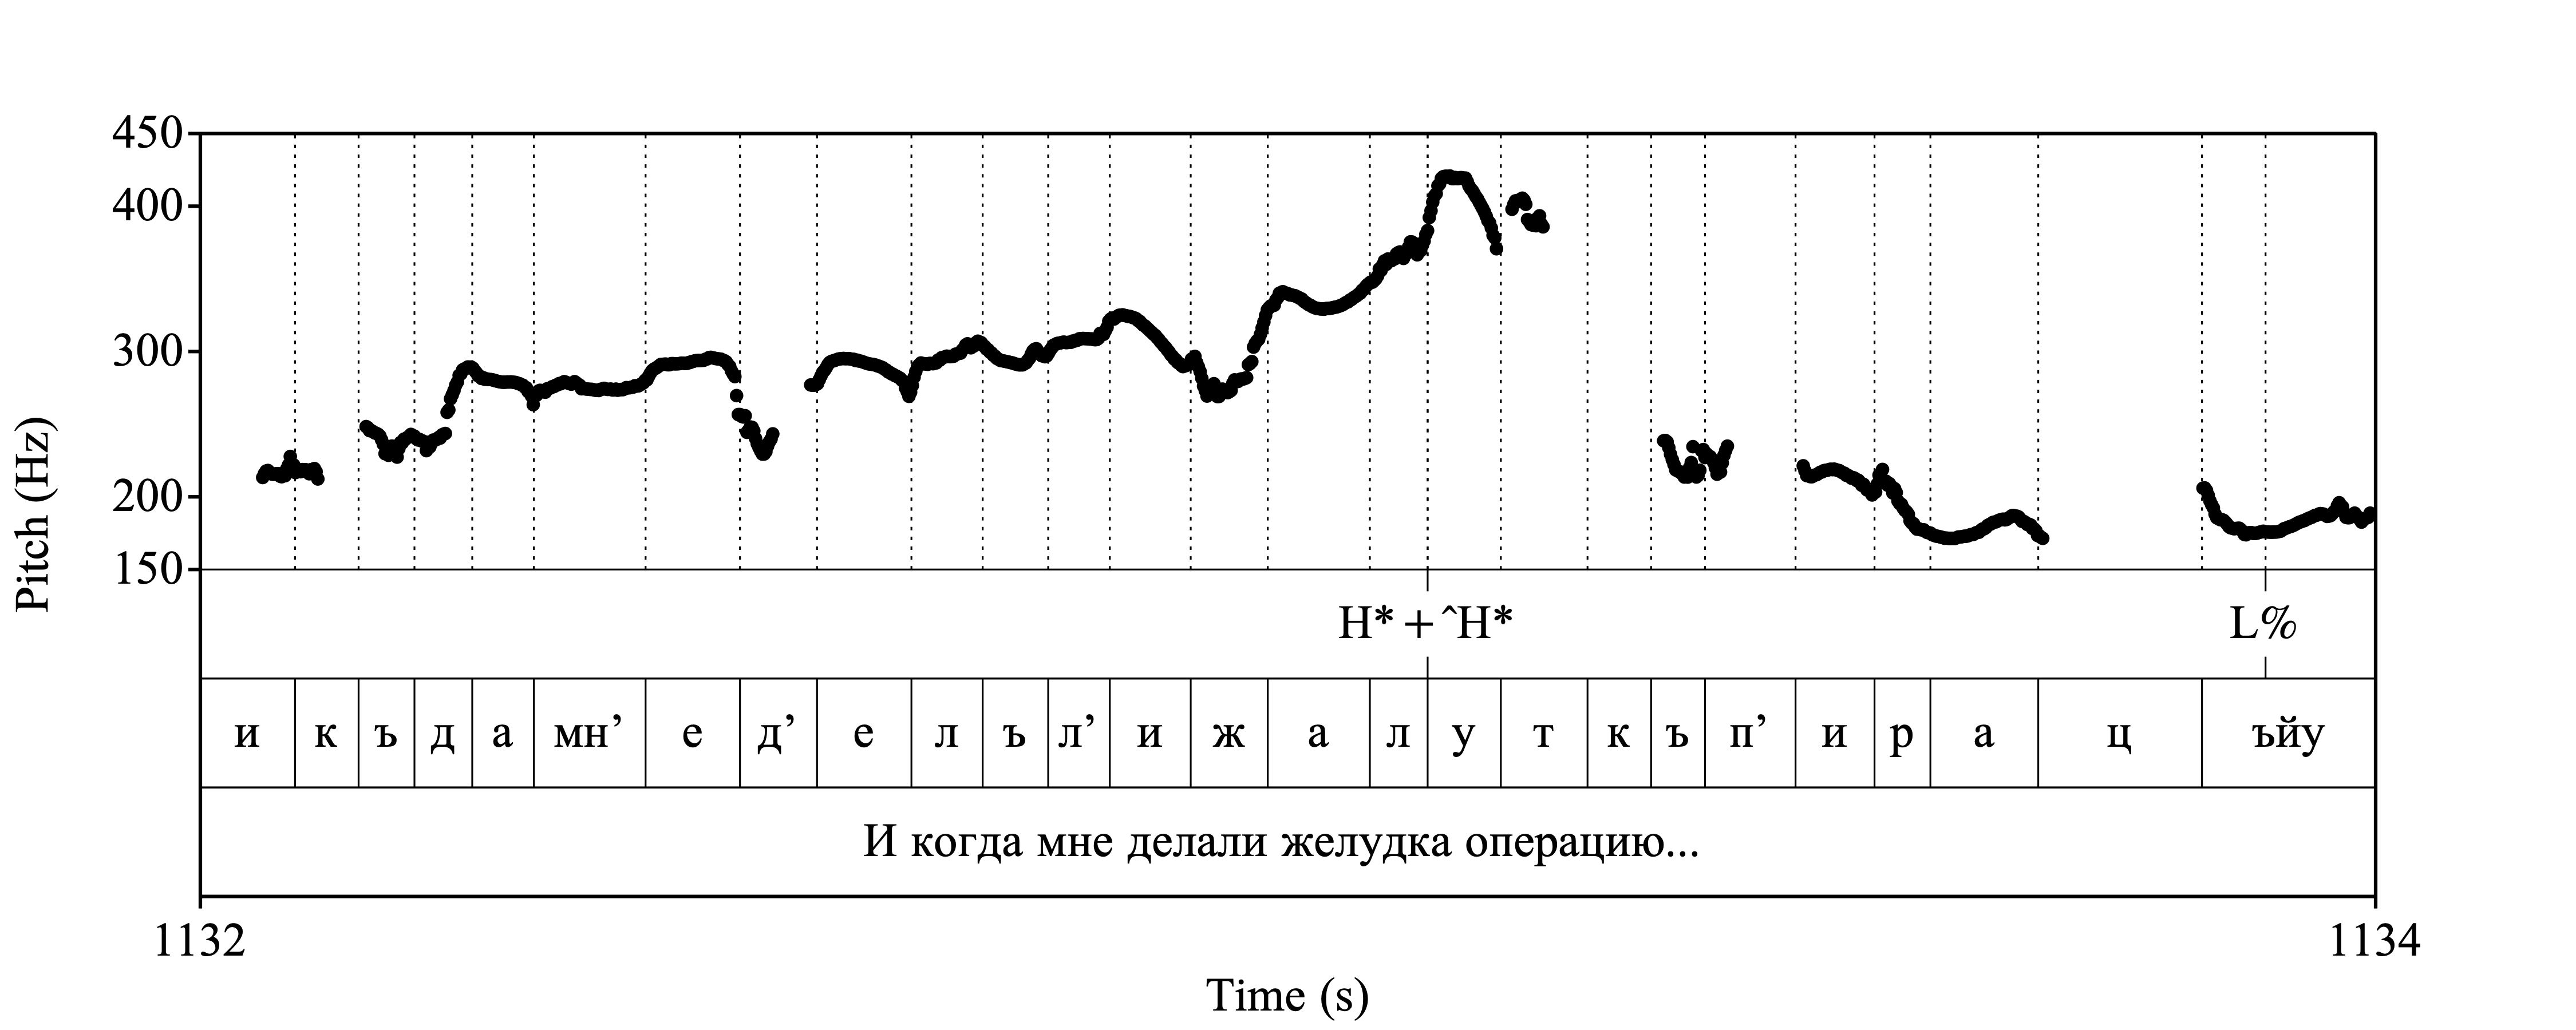 450
400
300
200
150
Pitch (Hz)
H* + ˆH* L%
и к ъ д а мн’ е д’ е л ъ л’ и ж а л у т к ъ п’ и р а ц ъйу
И когда мне делали желудка операцию...
1132 1134
Time (s)